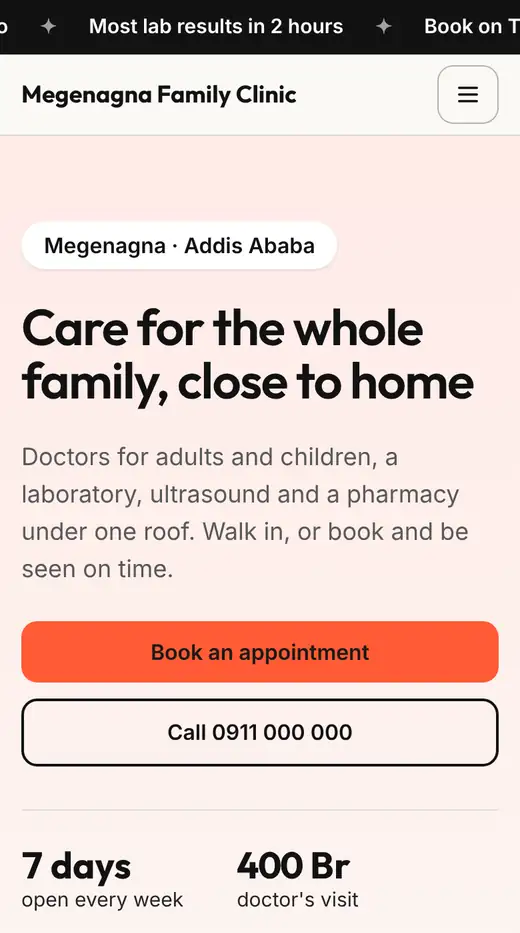 Most lab results in 2 hours ✦ Book on T
Megenagna Family Clinic
Megenagna · Addis Ababa
Care for the whole
family, close to home
Doctors for adults and children, a
laboratory, ultrasound and a pharmacy
under one roof. Walk in, or book and be
seen on time.
Book an appointment
Call 0911 000 000
7 days
open every week
400 Br
doctor's visit